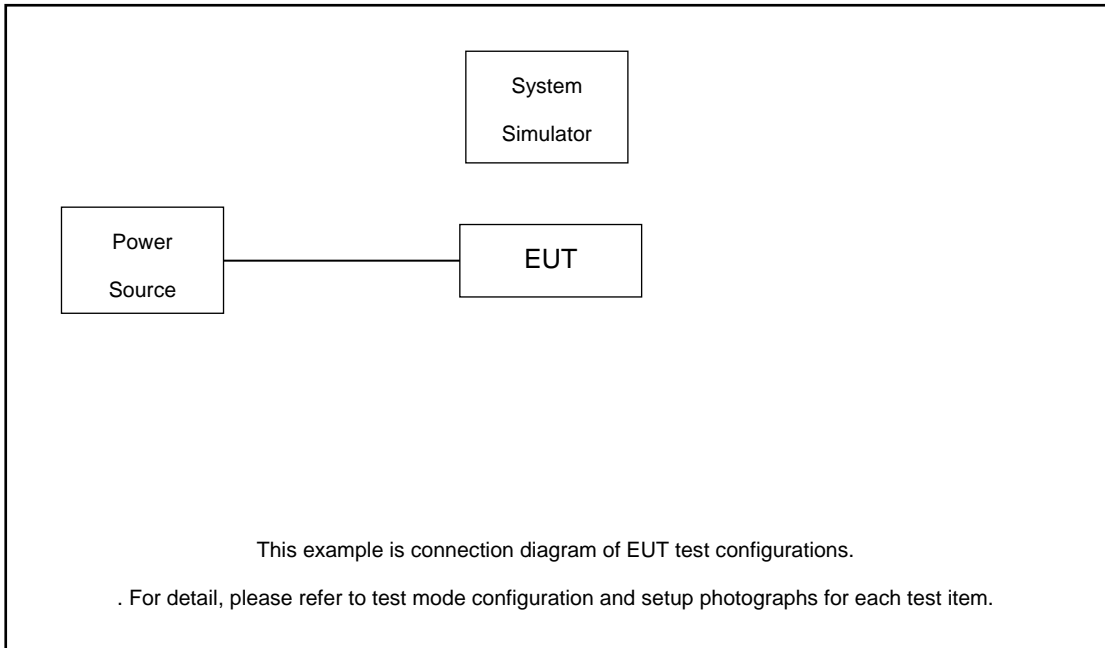 System
Simulator
Power
Source
EUT
This example is connection diagram of EUT test configurations.
. For detail, please refer to test mode configuration and setup photographs for each test item.